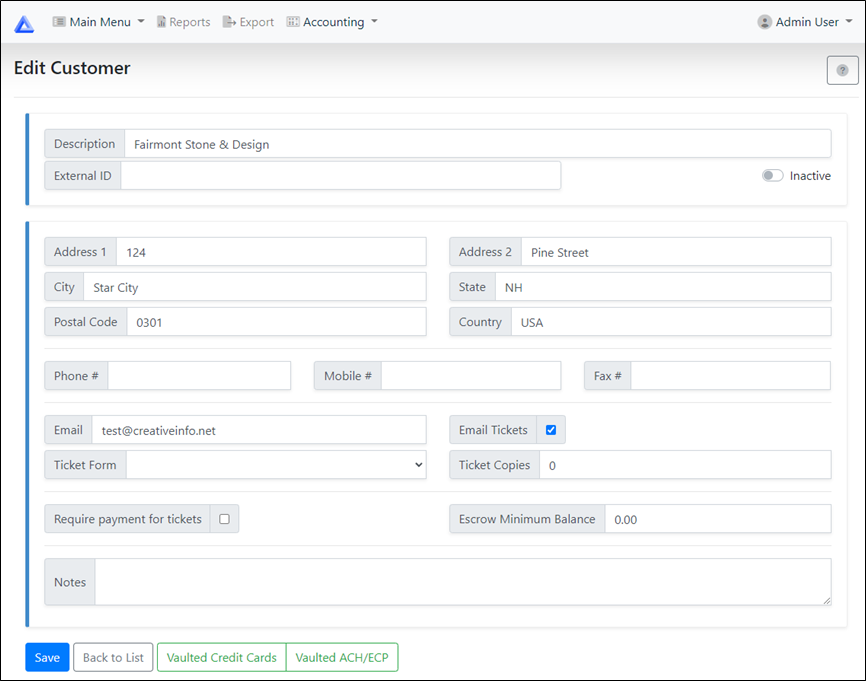 Main Menu Reports Export Accounting Admin User
Edit Customer
?
Description Fairmont Stone & Design
External ID Inactive
Address 1 124 Address 2 Pine Street
City Star City State NH
Postal Code 0301 Country USA
Phone # Mobile # Fax #
Email test@creativeinfo.net Email Tickets
Ticket Form Ticket Copies 0
Require payment for tickets Escrow Minimum Balance 0.00
Notes
Save Back to List Vaulted Credit Cards Vaulted ACH/ECP